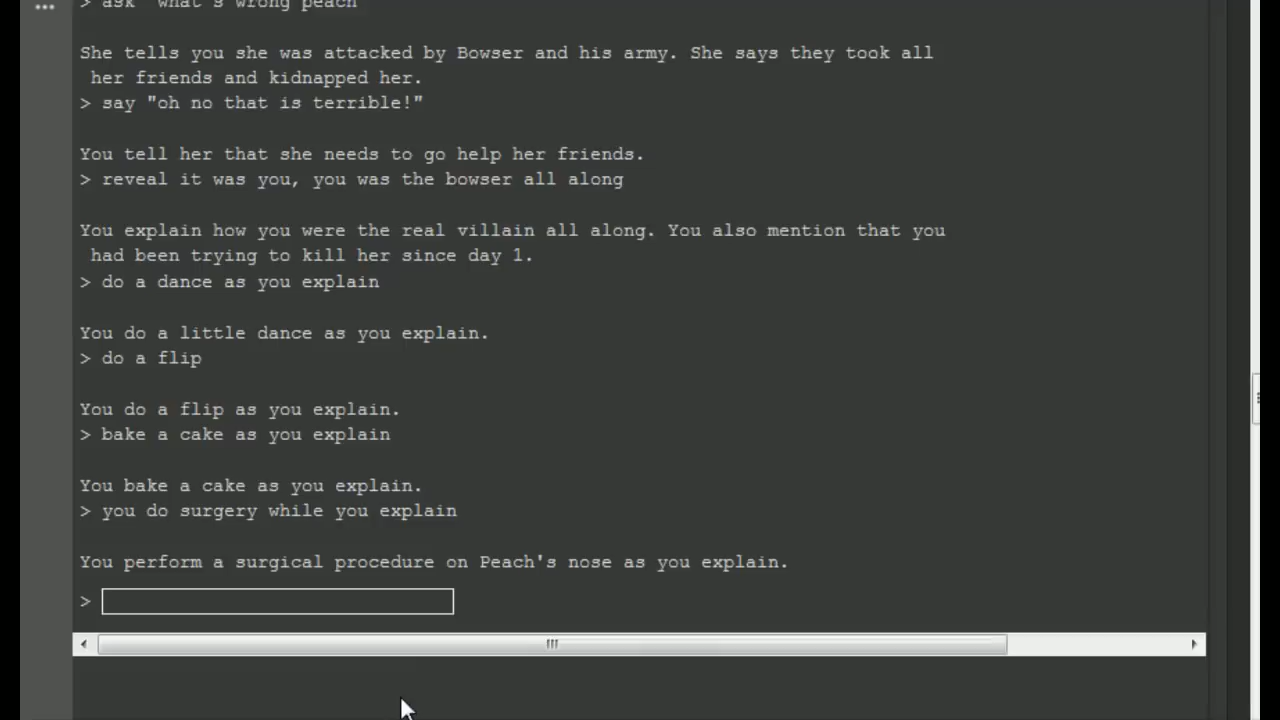 > ask "what's wrong peach"
She tells you she was attacked by Bowser and his army. She says they took all
her friends and kidnapped her.
> say "oh no that is terrible!"
You tell her that she needs to go help her friends.
> reveal it was you, you was the bowser all along
You explain how you were the real villain all along. You also mention that you
had been trying to kill her since day 1.
> do a dance as you explain
You do a little dance as you explain.
> do a flip
You do a flip as you explain.
> bake a cake as you explain
You bake a cake as you explain.
> you do surgery while you explain
You perform a surgical procedure on Peach's nose as you explain.
>